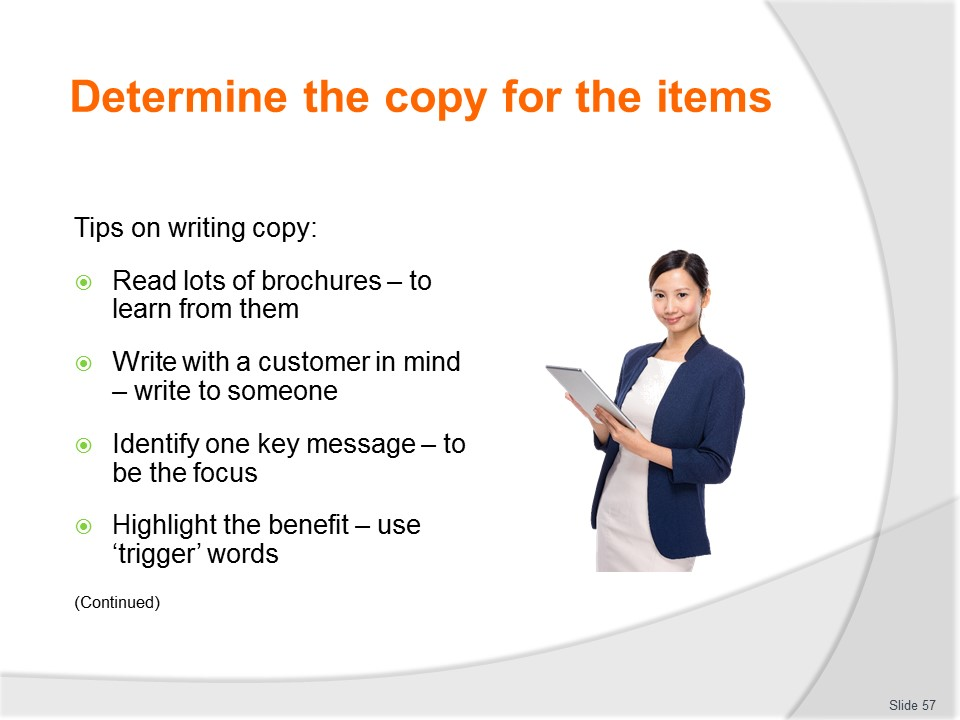 Determine the copy for the items
Tips on writing copy:
Read lots of brochures – to
learn from them
Write with a customer in mind
– write to someone
Identify one key message – to
be the focus
Highlight the benefit – use
‘trigger’ words
(Continued)
Slide 57